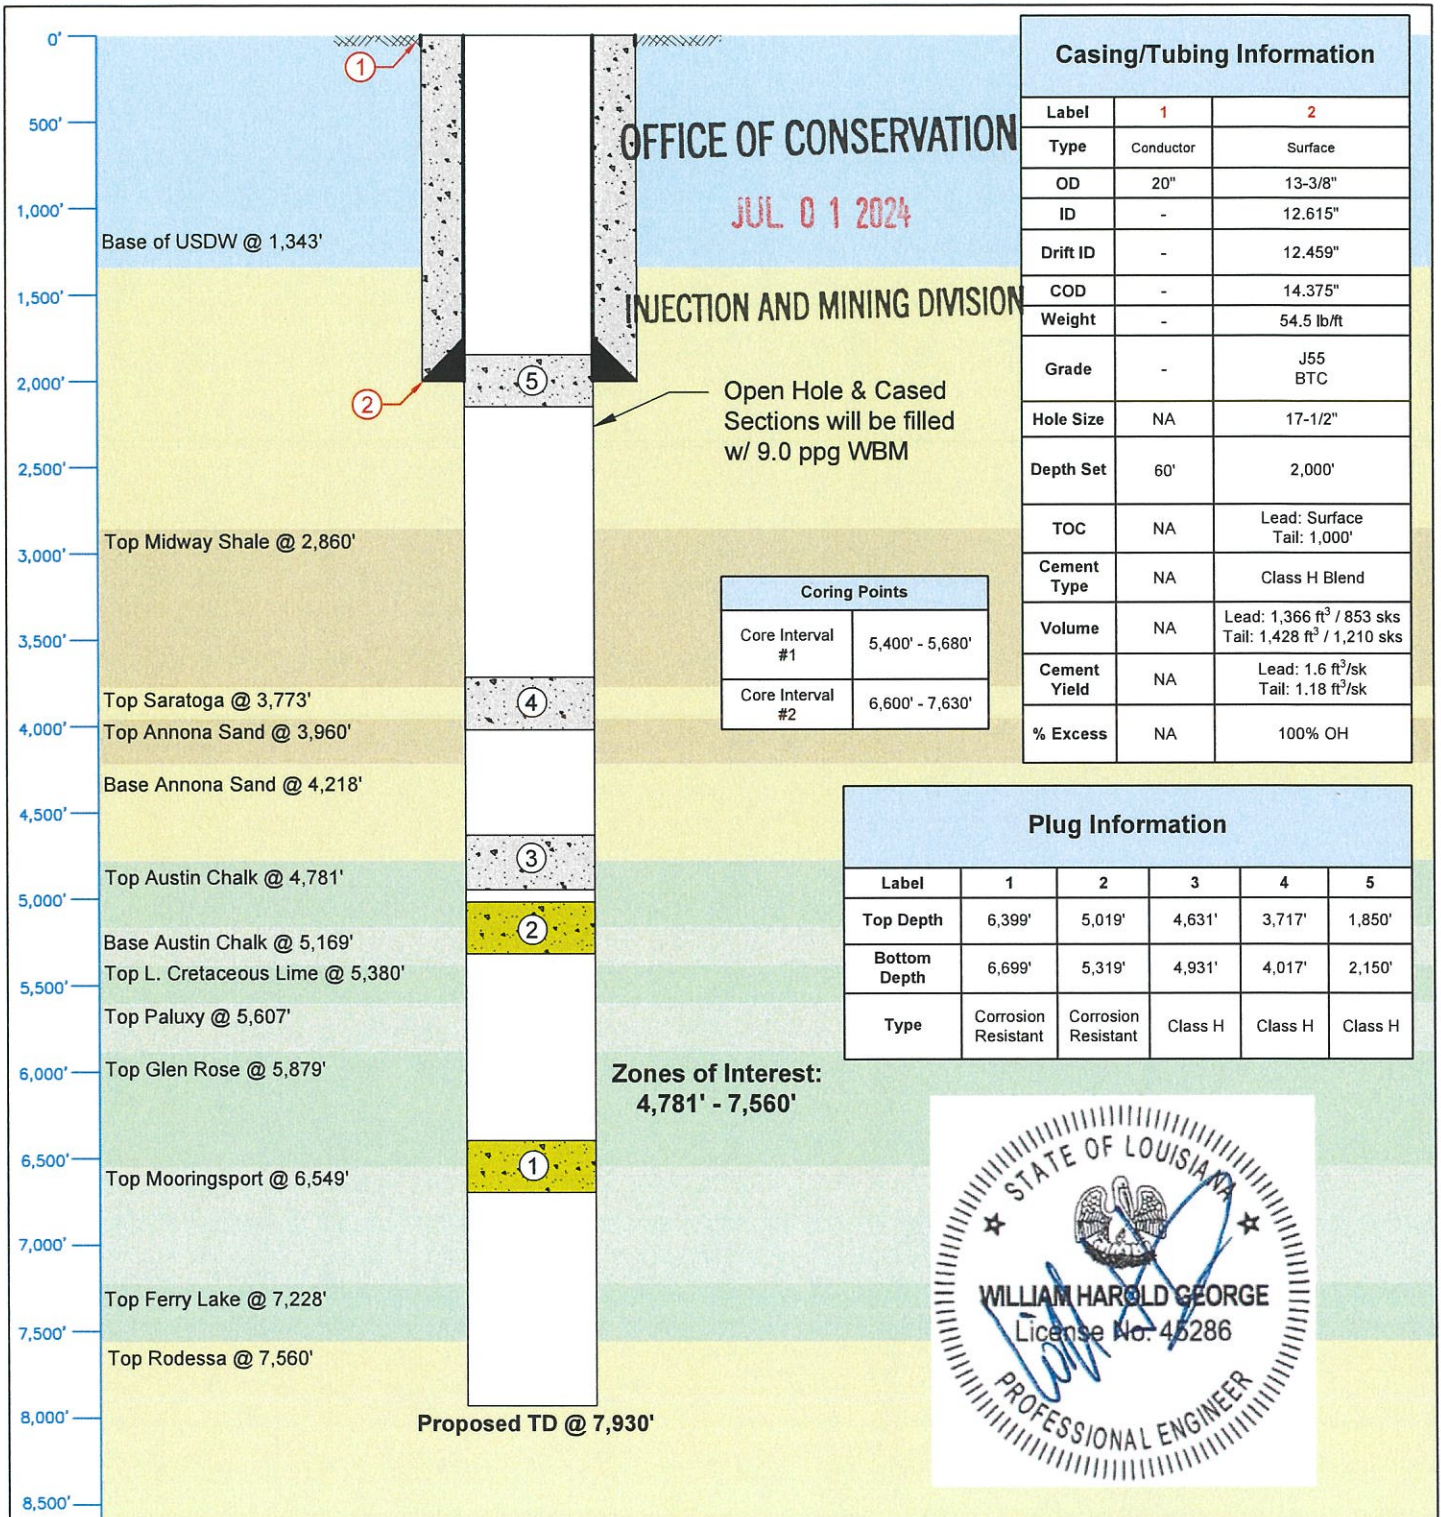 0'
500'
1,000'
1,500'
2,000'
2,500'
3,000'
3,500'
4,000'
4,500'
5,000'
5,500'
6,000'
6,500'
7,000'
7,500'
8,000'
8,500'
Base of USDW @ 1,343'
Top Midway Shale @ 2,860'
Top Saratoga @ 3,773'
Top Annona Sand @ 3,960'
Base Annona Sand @ 4,218'
Top Austin Chalk @ 4,781'
Base Austin Chalk @ 5,169'
Top L. Cretaceous Lime @ 5,380'
Top Paluxy @ 5,607'
Top Glen Rose @ 5,879'
Top Mooringsport @ 6,549'
Top Ferry Lake @ 7,228'
Top Rodessa @ 7,560'
1
2
5
4
3
2
1
Proposed TD @ 7,930'
OFFICE OF CONSERVATION
JUL 01 2024
INJECTION AND MINING DIVISION
Open Hole & Cased
Sections will be filled
w/ 9.0 ppg WBM
Coring Points
Core Interval #1 5,400' - 5,680'
Core Interval #2 6,600' - 7,630'
Zones of Interest:
4,781' - 7,560'
Casing/Tubing Information
Label 1 2
Type Conductor Surface
OD 20" 13-3/8"
ID - 12.615"
Drift ID - 12.459"
COD - 14.375"
Weight - 54.5 lb/ft
Grade - J55 BTC
Hole Size NA 17-1/2"
Depth Set 60' 2,000'
TOC NA Lead: Surface
Tail: 1,000'
Cement Type NA Class H Blend
Volume NA Lead: 1,366 ft³ / 853 sks
Tail: 1,428 ft³ / 1,210 sks
Cement Yield NA Lead: 1.6 ft³/sk
Tail: 1.18 ft³/sk
% Excess NA 100% OH
Plug Information
Label 1 2 3 4 5
Top Depth 6,399' 5,019' 4,631' 3,717' 1,850'
Bottom Depth 6,699' 5,319' 4,931' 4,017' 2,150'
Type Corrosion Resistant Corrosion Resistant Class H Class H Class H
STATE OF LOUISIANA
WILLIAM HAROLD GEORGE
License No. 45286
PROFESSIONAL ENGINEER